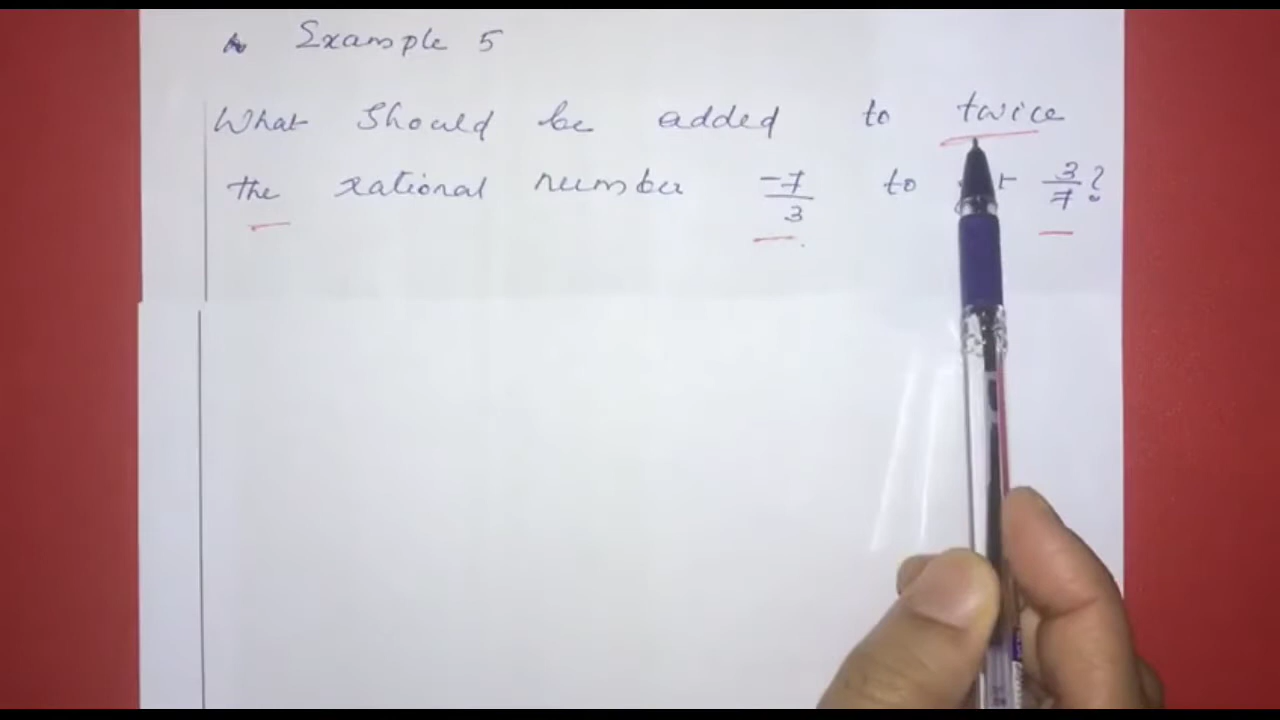 Example 5
What should be added to twice
the rational number -7/3 to 3/7?